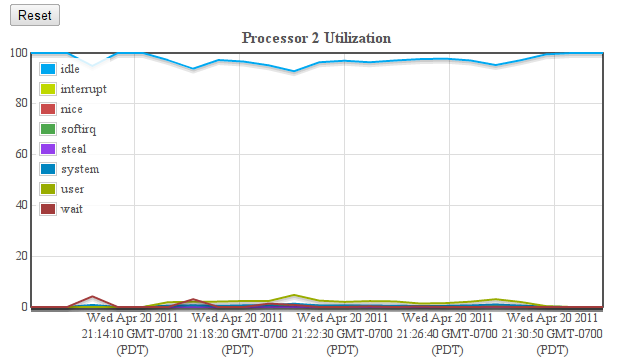 Reset
Processor 2 Utilization
100
80
60
40
20
0
idle
interrupt
nice
softirq
steal
system
user
wait
Wed Apr 20 2011
21:14:10 GMT-0700
(PDT)
Wed Apr 20 2011
21:18:20 GMT-0700
(PDT)
Wed Apr 20 2011
21:22:30 GMT-0700
(PDT)
Wed Apr 20 2011
21:26:40 GMT-0700
(PDT)
Wed Apr 20 2011
21:30:50 GMT-0700
(PDT)